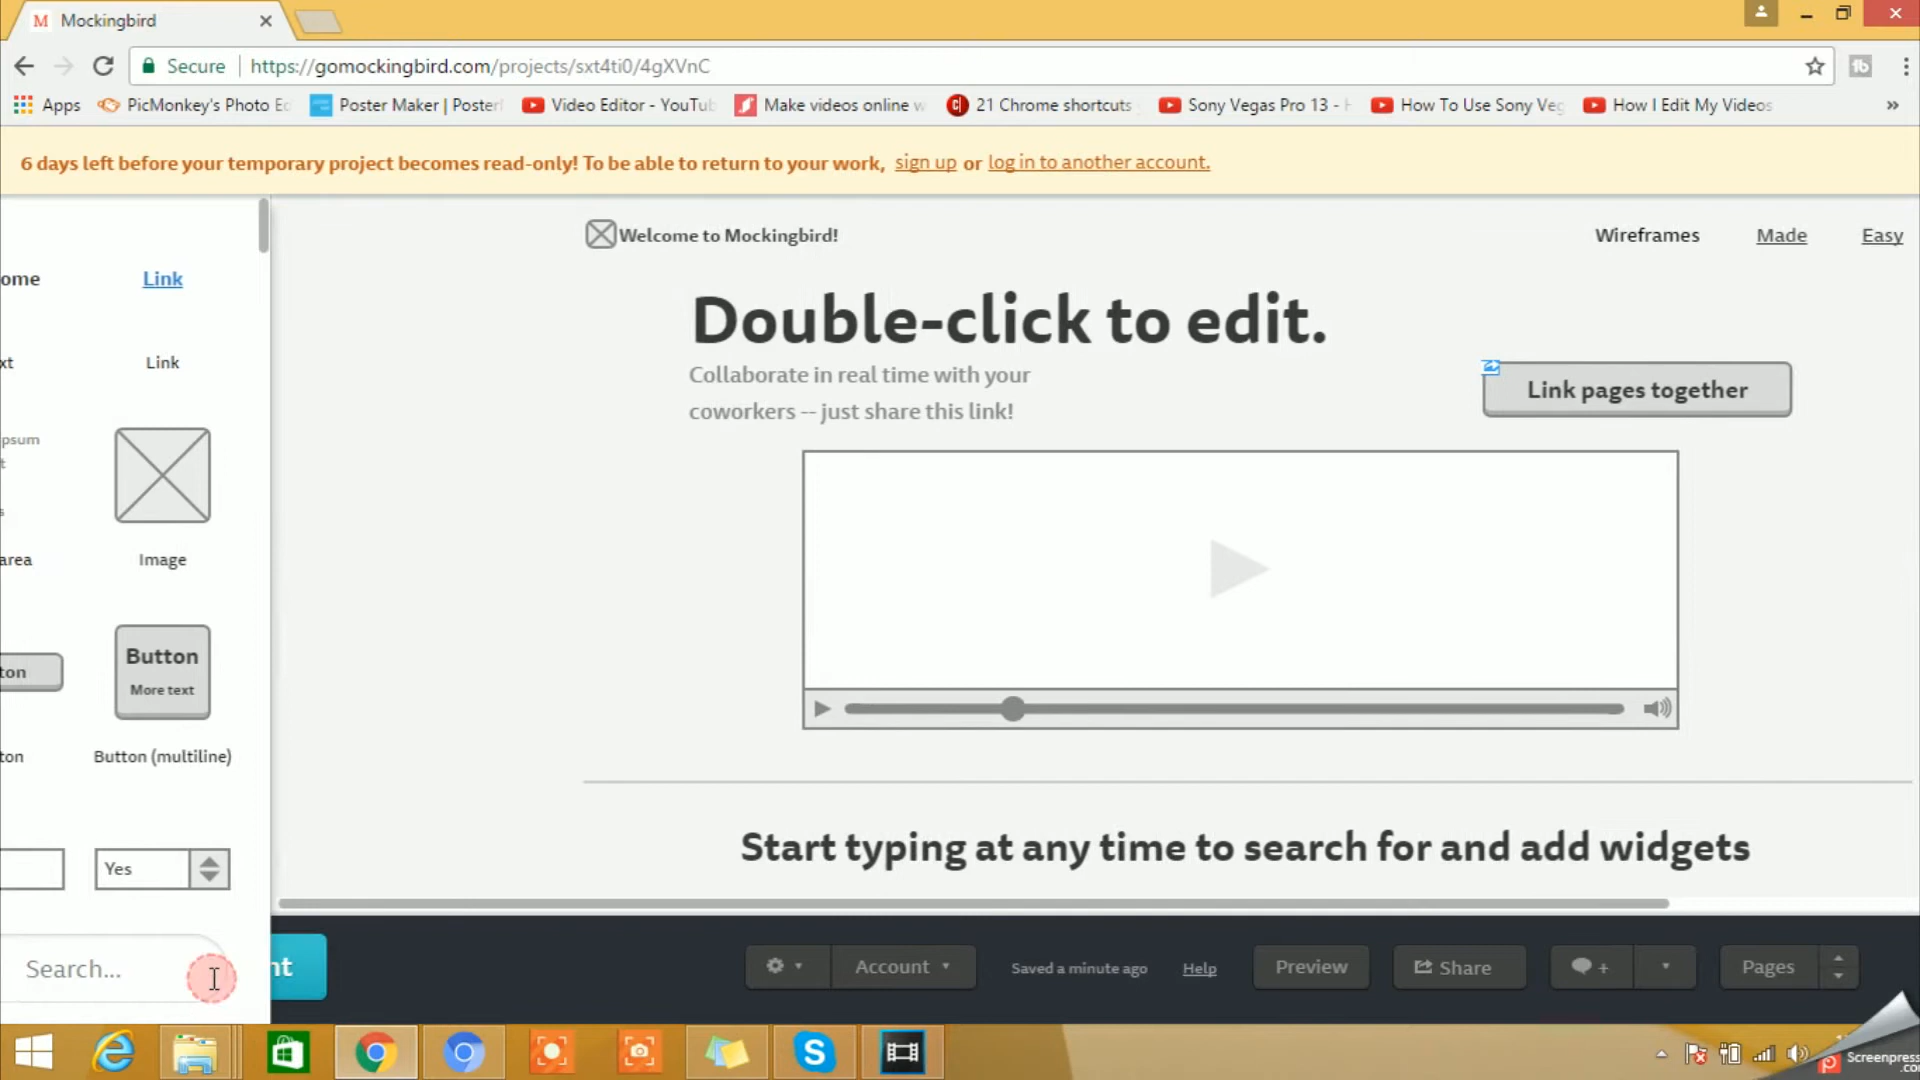 Mockingbird
Secure
https://gomockingbird.com/projects/sxt4ti0/4gXVnC
Apps
PicMonkey's Photo E
Poster Maker | Poster
Video Editor - YouTu
Make videos online w
21 Chrome shortcuts
Sony Vegas Pro 13 -
How To Use Sony Veg
How I Edit My Videos
6 days left before your temporary project becomes read-only! To be able to return to your work, sign up or log in to another account.
Welcome to Mockingbird!
Wireframes
Made
Easy
ome
Link
Double-click to edit.
xt
Link
Collaborate in real time with your
coworkers -- just share this link!
Link pages together
psum
t
s
area
Image
ton
Button
More text
ton
Button (multiline)
Yes
Start typing at any time to search for and add widgets
Search...
nt
Account
Saved a minute ago
Help
Preview
Share
+
Pages
Screenpress
.co